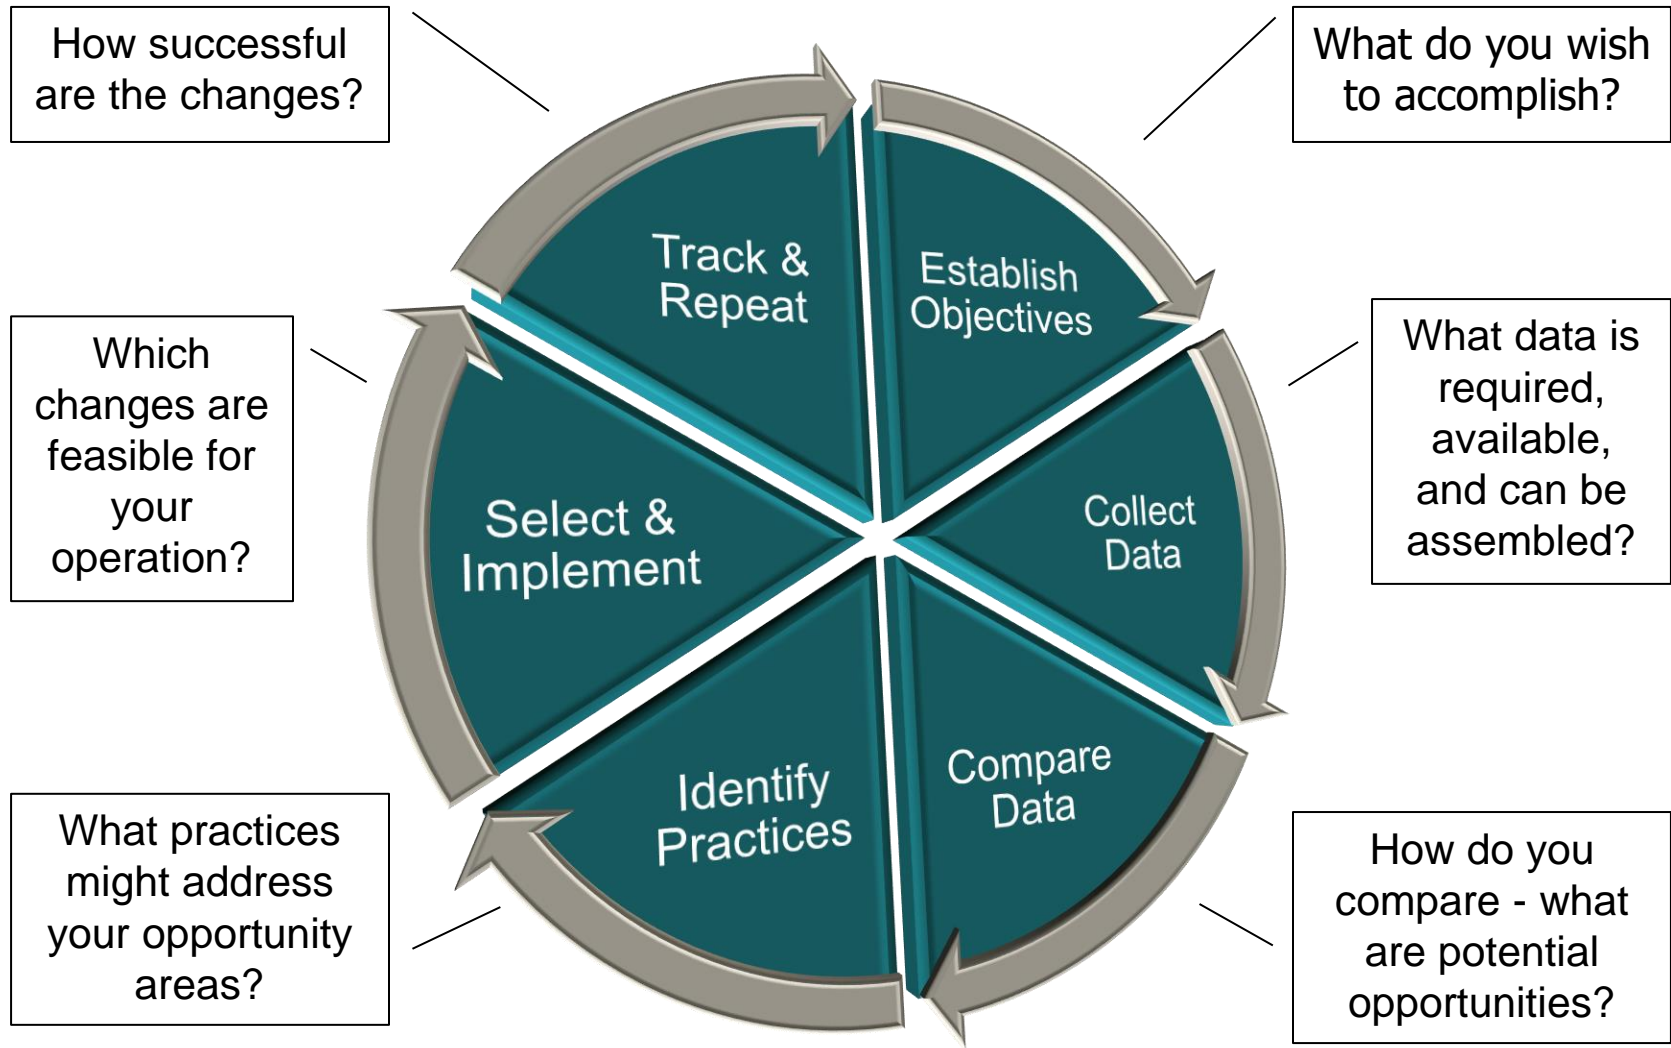 How successful
are the changes?
What do you wish
to accomplish?
Track &
Repeat
Establish
Objectives
Which
changes are
feasible for
your
operation?
What data is
required,
available,
and can be
assembled?
Select &
Implement
Collect
Data
Identify
Practices
Compare
Data
What practices
might address
your opportunity
areas?
How do you
compare - what
are potential
opportunities?